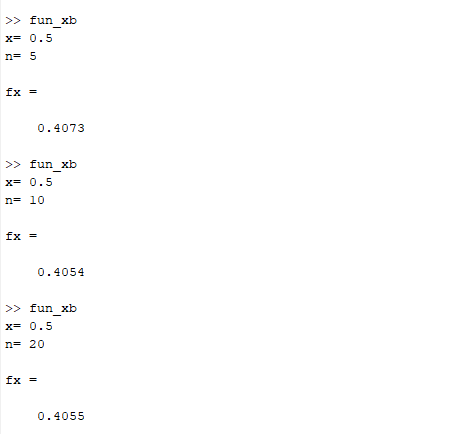 >> fun_xb
x= 0.5
n= 5
fx =
0.4073
>> fun_xb
x= 0.5
n= 10
fx =
0.4054
>> fun_xb
x= 0.5
n= 20
fx =
0.4055